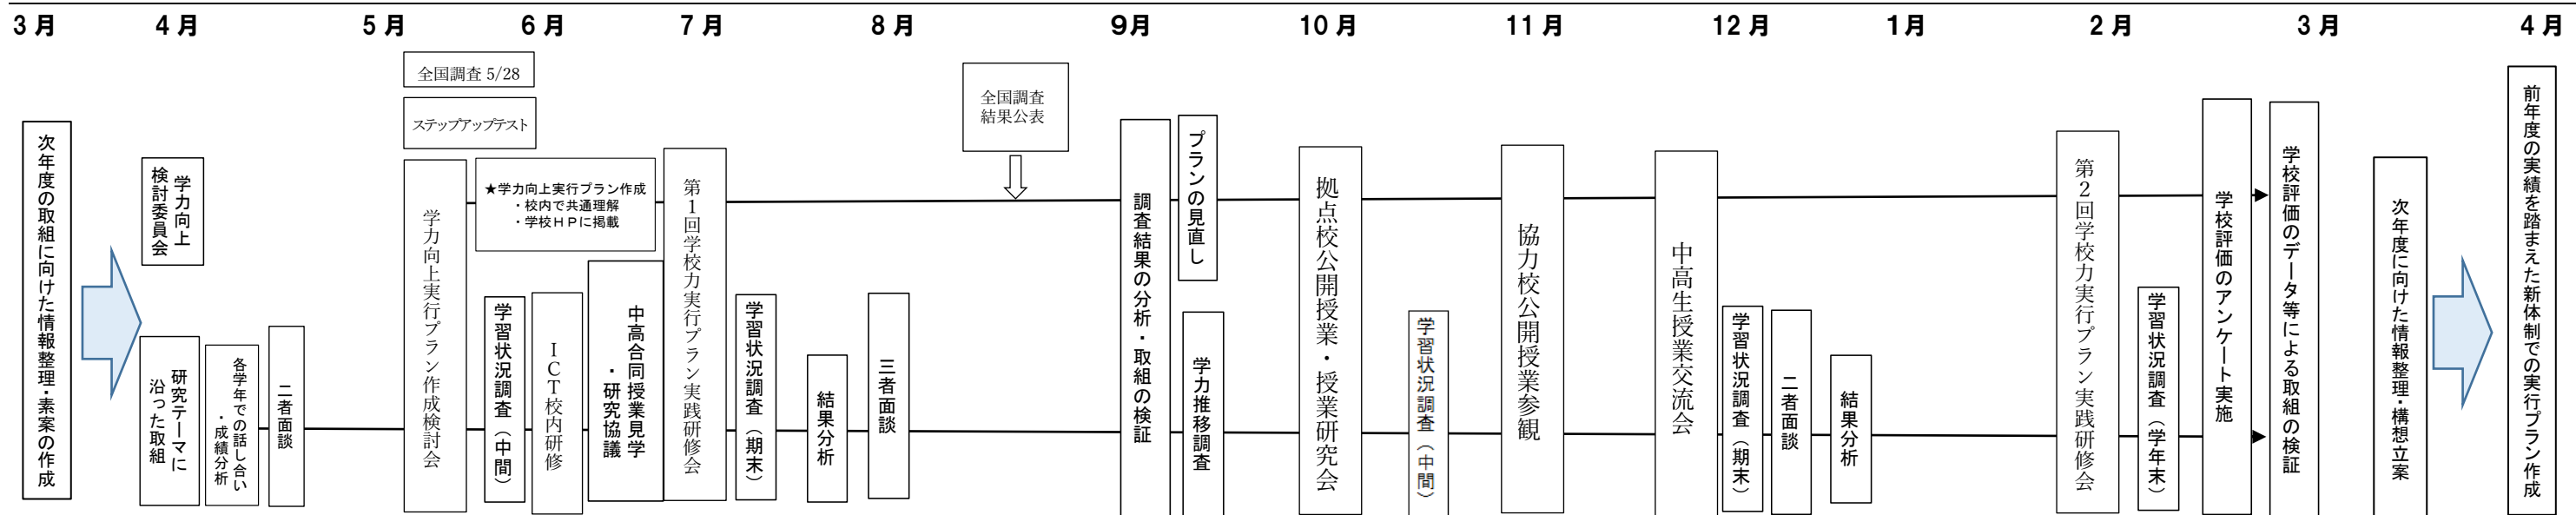 3月
4月
5月
6月
7月
8月
9月
10月
11月
12月
1月
2月
3月
4月
次年度の取組に向けた情報整理・素案の作成
学力向上
検討委員会
研究テーマに
沿った取組
各学年での話し合い
・成績分析
二者面談
全国調査 5/28
ステップアップテスト
学力向上実行プラン作成検討会
★学力向上実行プラン作成
・校内で共通理解
・学校ＨＰに掲載
学習状況調査（中間）
ＩＣＴ校内研修
中高合同授業見学
・研究協議
第１回学校力実行プラン実践研修会
学習状況調査（期末）
結果分析
三者面談
全国調査
結果公表
調査結果の分析・取組の検証
プランの見直し
学力推移調査
拠点校公開授業・授業研究会
学習状況調査（中間）
協力校公開授業参観
中高生授業交流会
学習状況調査（期末）
二者面談
結果分析
第２回学校力実行プラン実践研修会
学習状況調査（学年末）
学校評価のアンケート実施
学校評価のデータ等による取組の検証
次年度に向けた情報整理・構想立案
前年度の実績を踏まえた新体制での実行プラン作成